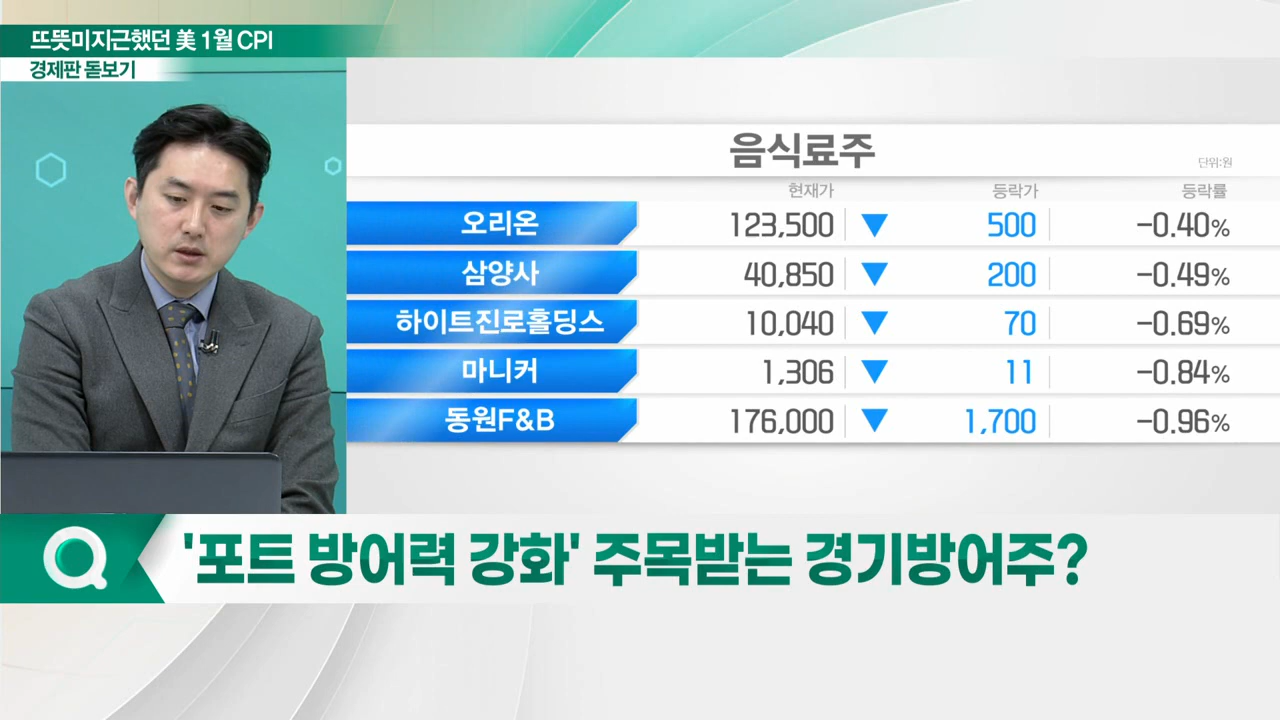 뜨뜻미지근했던 美 1월 CPI
경제판 돋보기
음식료주
단위:원
현재가 등락가 등락률
오리온 123,500 ▼ 500 -0.40%
삼양사 40,850 ▼ 200 -0.49%
하이트진로홀딩스 10,040 ▼ 70 -0.69%
마니커 1,306 ▼ 11 -0.84%
동원F&B 176,000 ▼ 1,700 -0.96%
'포트 방어력 강화' 주목받는 경기방어주?